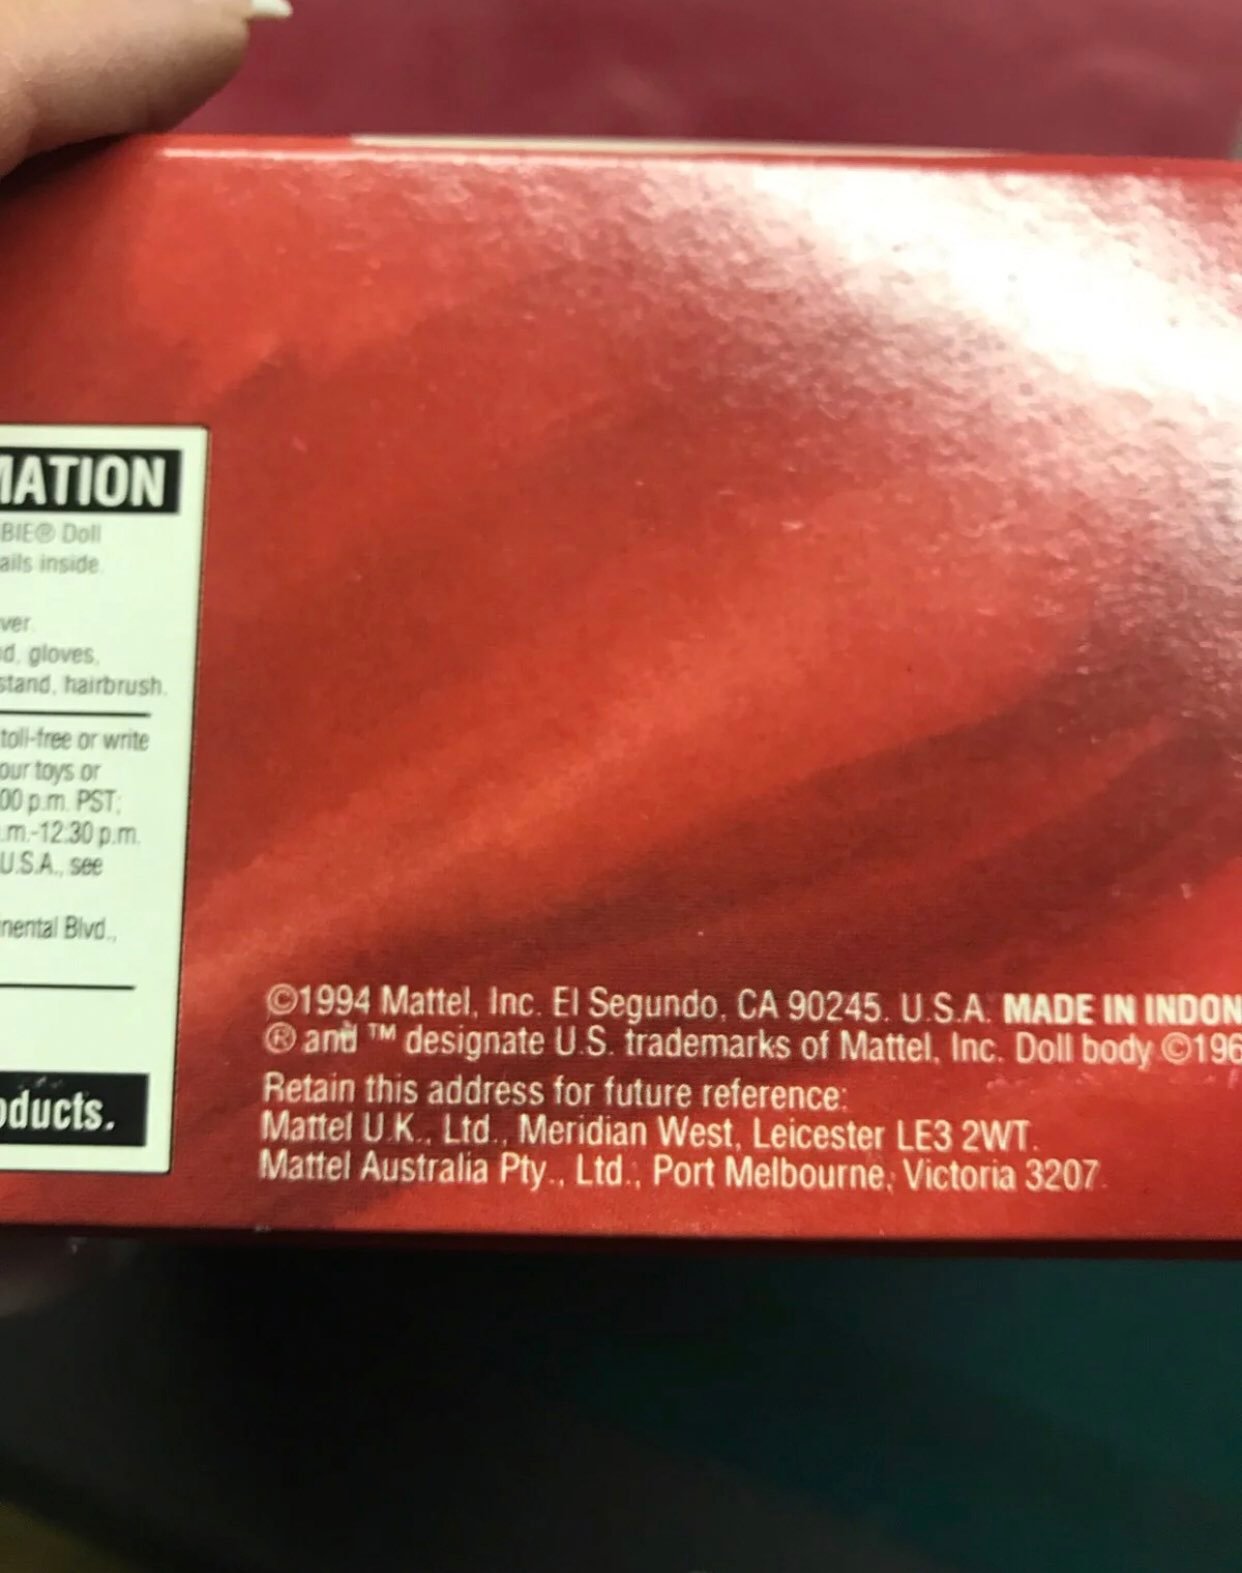 MATION
BIE® Doll
ails inside.
ver.
d, gloves,
stand, hairbrush.
toll-free or write
our toys or
00 p.m. PST;
.m.-12:30 p.m.
U.S.A., see
nental Blvd.,
oducts.
©1994 Mattel, Inc. El Segundo, CA 90245. U.S.A. MADE IN INDON
® and ™ designate U.S. trademarks of Mattel, Inc. Doll body ©196
Retain this address for future reference:
Mattel U.K., Ltd., Meridian West, Leicester LE3 2WT.
Mattel Australia Pty., Ltd., Port Melbourne, Victoria 3207.